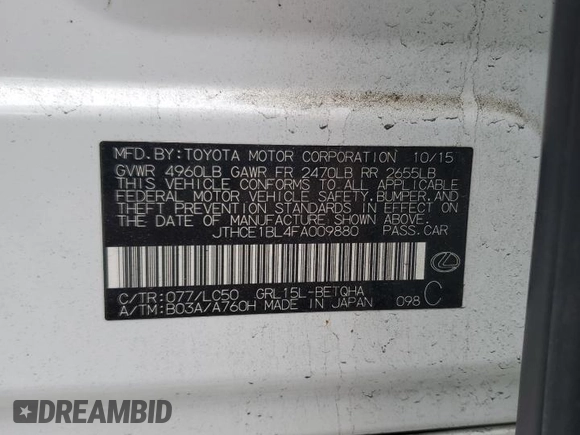 MFD.BY:TOYOTA MOTOR CORPORATION 10/15
GVWR 4960LB GAWR FR 2470LB RR 2655LB
THIS VEHICLE CONFORMS TO ALL APPLICABLE
FEDERAL MOTOR VEHICLE SAFETY,BUMPER,AND
THEFT PREVENTION STANDARDS IN EFFECT ON
THE DATE OF MANUFACTURE SHOWN ABOVE.
JTHCE1BL4FA009880 PASS.CAR
C/TR:077/LC50 GRL15L-BETQHA
A/TM:B03A/A760H MADE IN JAPAN 098 C
DREAMBID